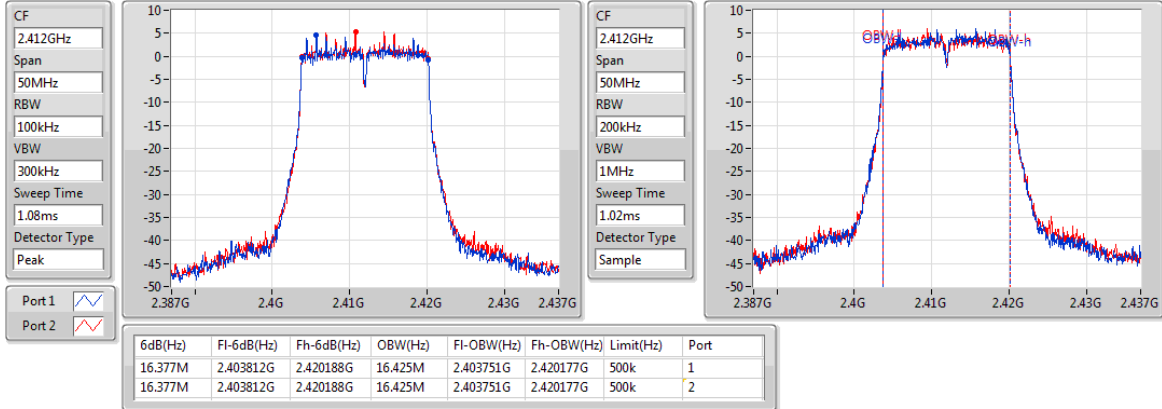 CF
2.412GHz
Span
50MHz
RBW
100kHz
VBW
300kHz
Sweep Time
1.08ms
Detector Type
Peak
Port 1
Port 2
10
5
0
-5
-10
-15
-20
-25
-30
-35
-40
-45
-50
2.387G 2.4G 2.41G 2.42G 2.43G 2.437G
CF
2.412GHz
Span
50MHz
RBW
200kHz
VBW
1MHz
Sweep Time
1.02ms
Detector Type
Sample
10
5
0
-5
-10
-15
-20
-25
-30
-35
-40
-45
-50
2.387G 2.4G 2.41G 2.42G 2.43G 2.437G
6dB(Hz) Fl-6dB(Hz) Fh-6dB(Hz) OBW(Hz) Fl-OBW(Hz) Fh-OBW(Hz) Limit(Hz) Port
16.377M 2.403812G 2.420188G 16.425M 2.403751G 2.420177G 500k 1
16.377M 2.403812G 2.420188G 16.425M 2.403751G 2.420177G 500k 2